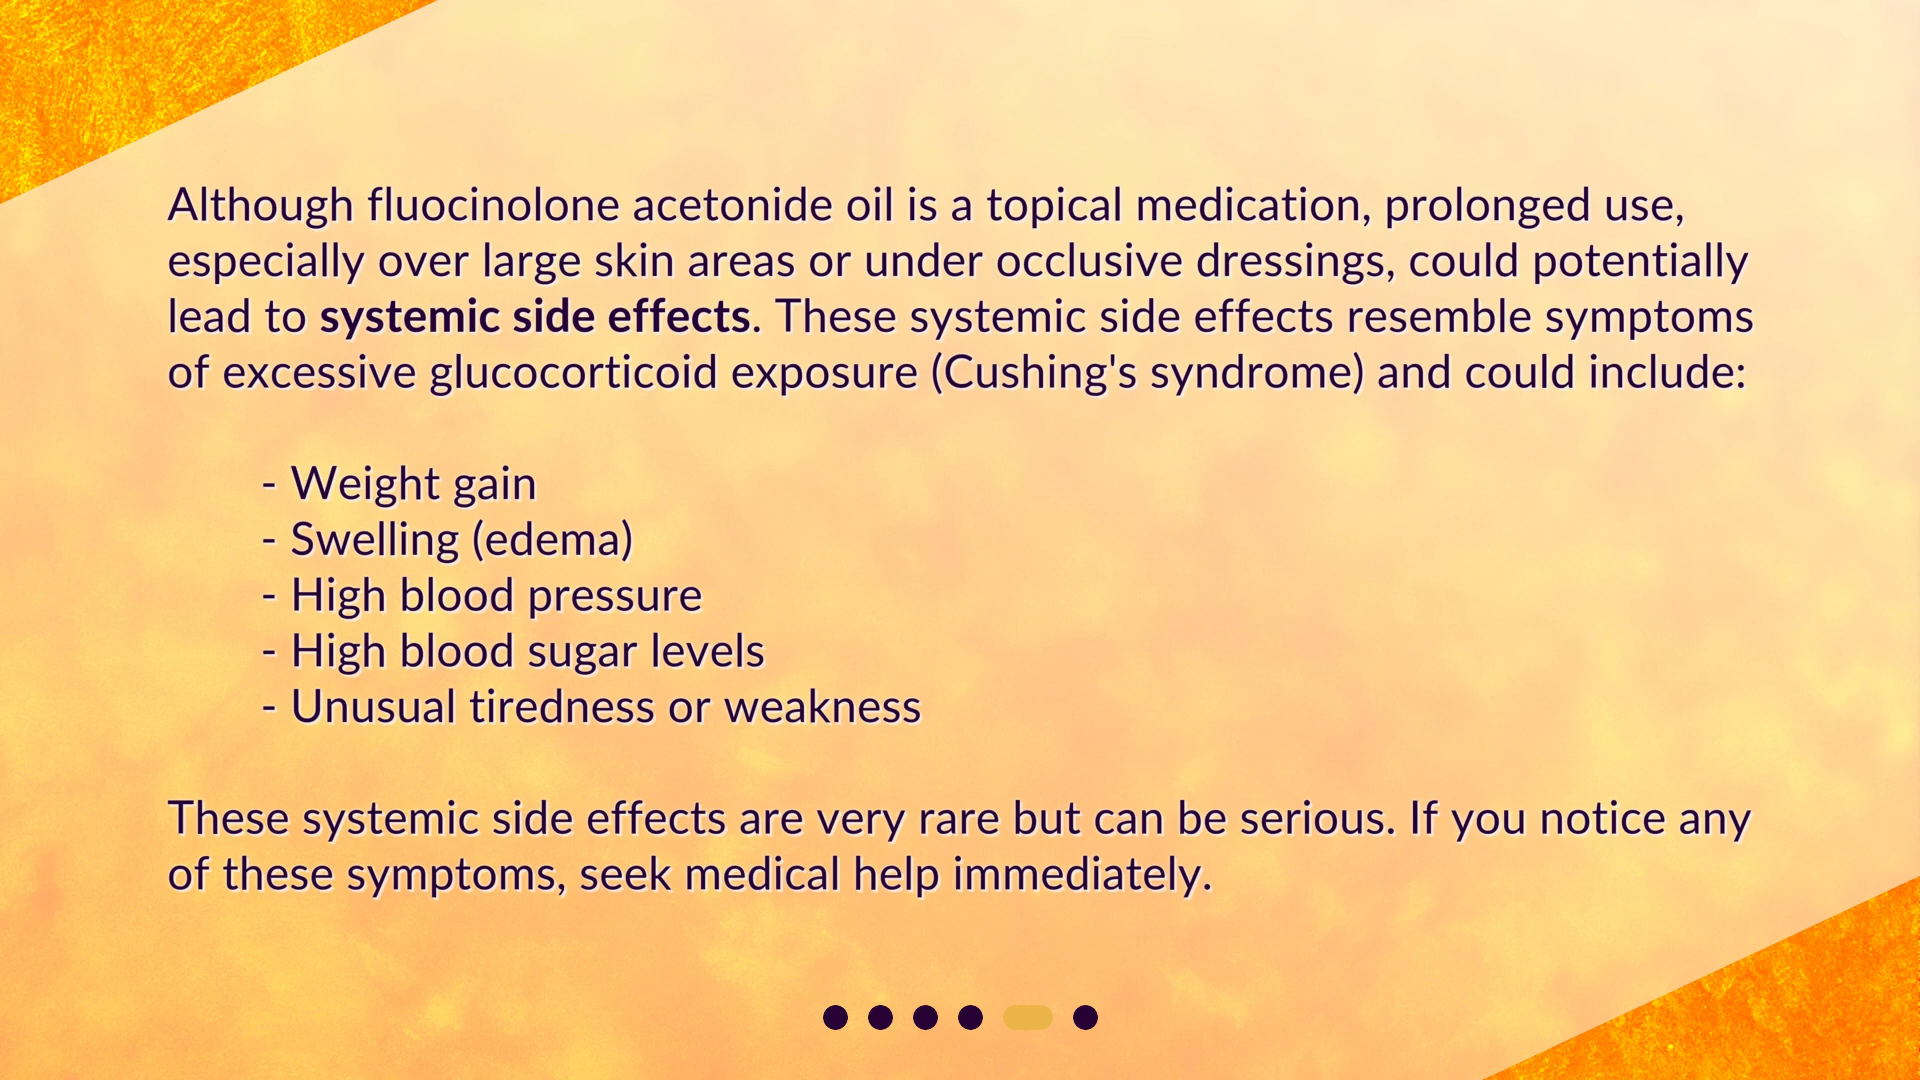 Although fluocinolone acetonide oil is a topical medication, prolonged use,
especially over large skin areas or under occlusive dressings, could potentially
lead to systemic side effects. These systemic side effects resemble symptoms
of excessive glucocorticoid exposure (Cushing's syndrome) and could include:
- Weight gain
- Swelling (edema)
- High blood pressure
- High blood sugar levels
- Unusual tiredness or weakness
These systemic side effects are very rare but can be serious. If you notice any
of these symptoms, seek medical help immediately.